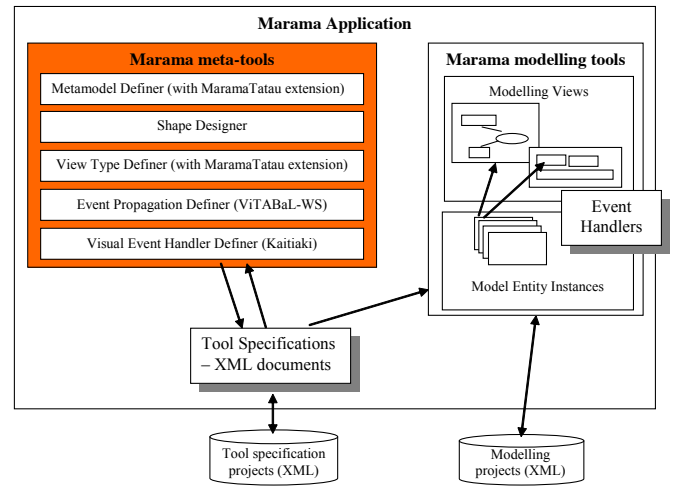 Marama Application
Marama meta-tools
Metamodel Definer (with MaramaTatau extension)
Shape Designer
View Type Definer (with MaramaTatau extension)
Event Propagation Definer (ViTABaL-WS)
Visual Event Handler Definer (Kaitiaki)
Marama modelling tools
Modelling Views
Event
Handlers
Model Entity Instances
Tool Specifications
– XML documents
Tool specification
projects (XML)
Modelling
projects (XML)